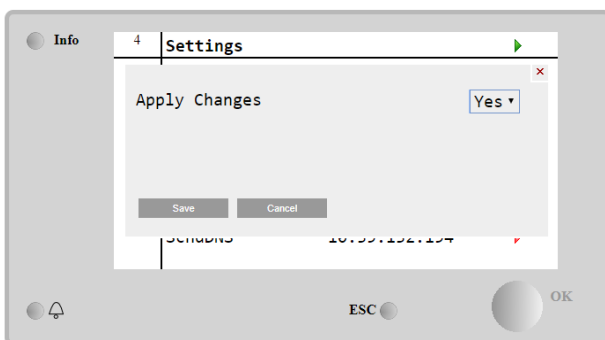 Info
4 Settings
Apply Changes Yes
Save Cancel
ESC
OK